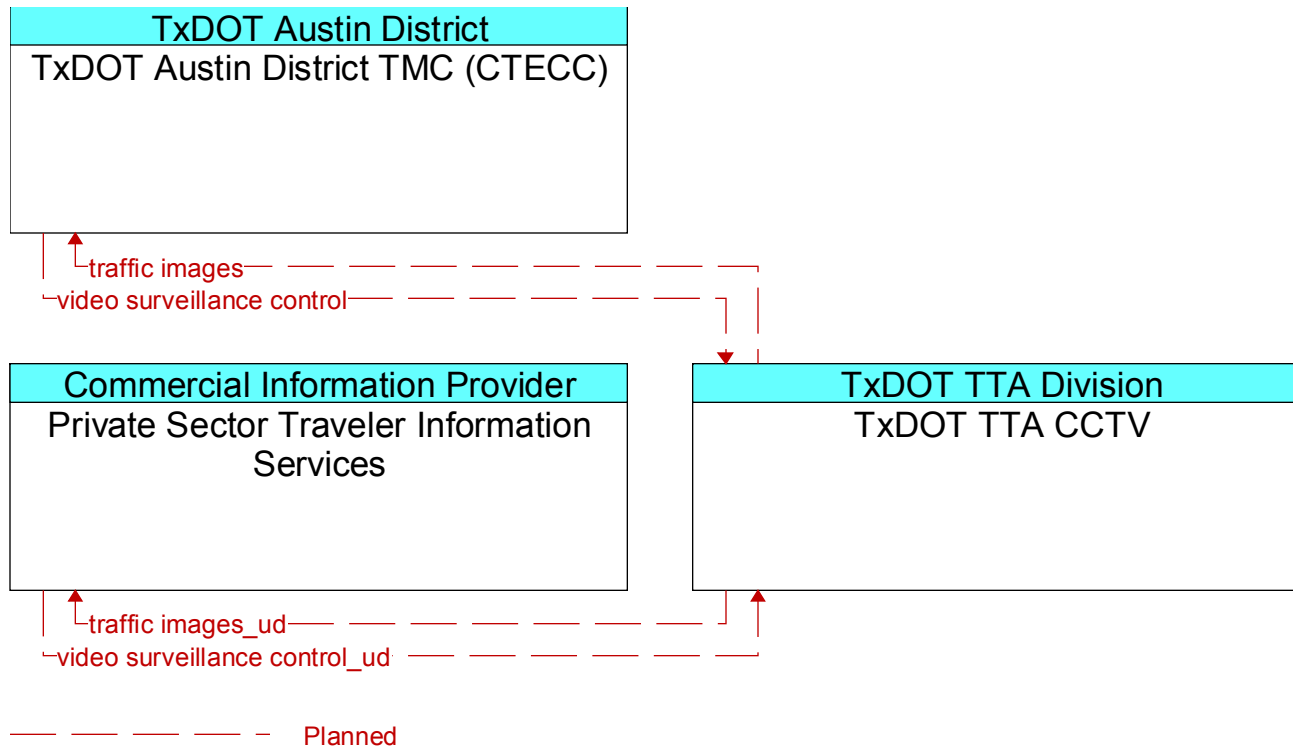 TxDOT Austin District
TxDOT Austin District TMC (CTECC)
traffic images
video surveillance control
Commercial Information Provider
Private Sector Traveler Information
Services
TxDOT TTA Division
TxDOT TTA CCTV
traffic images_ud
video surveillance control_ud
Planned